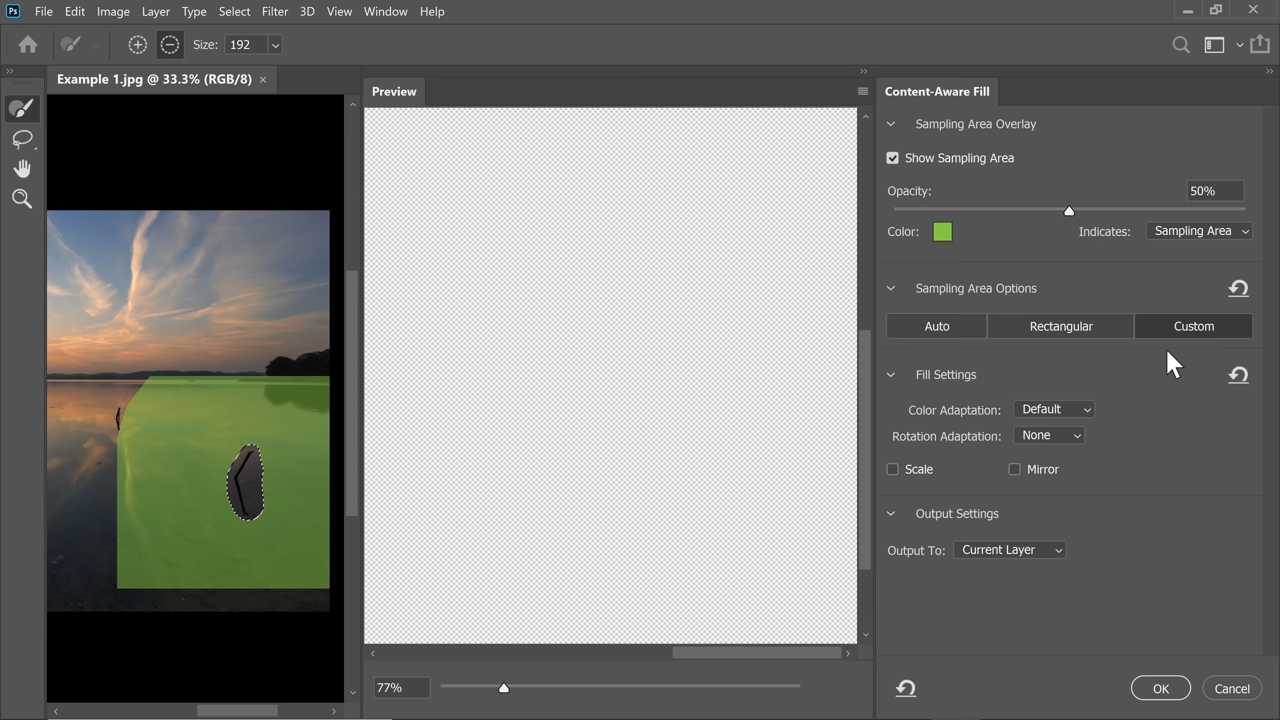 Ps File Edit Image Layer Type Select Filter 3D View Window Help
Size: 192
Example 1.jpg @ 33.3% (RGB/8)
Preview
Content-Aware Fill
Sampling Area Overlay
Show Sampling Area
Opacity: 50%
Color: Indicates: Sampling Area
Sampling Area Options
Auto Rectangular Custom
Fill Settings
Color Adaptation: Default
Rotation Adaptation: None
Scale Mirror
Output Settings
Output To: Current Layer
77%
OK Cancel